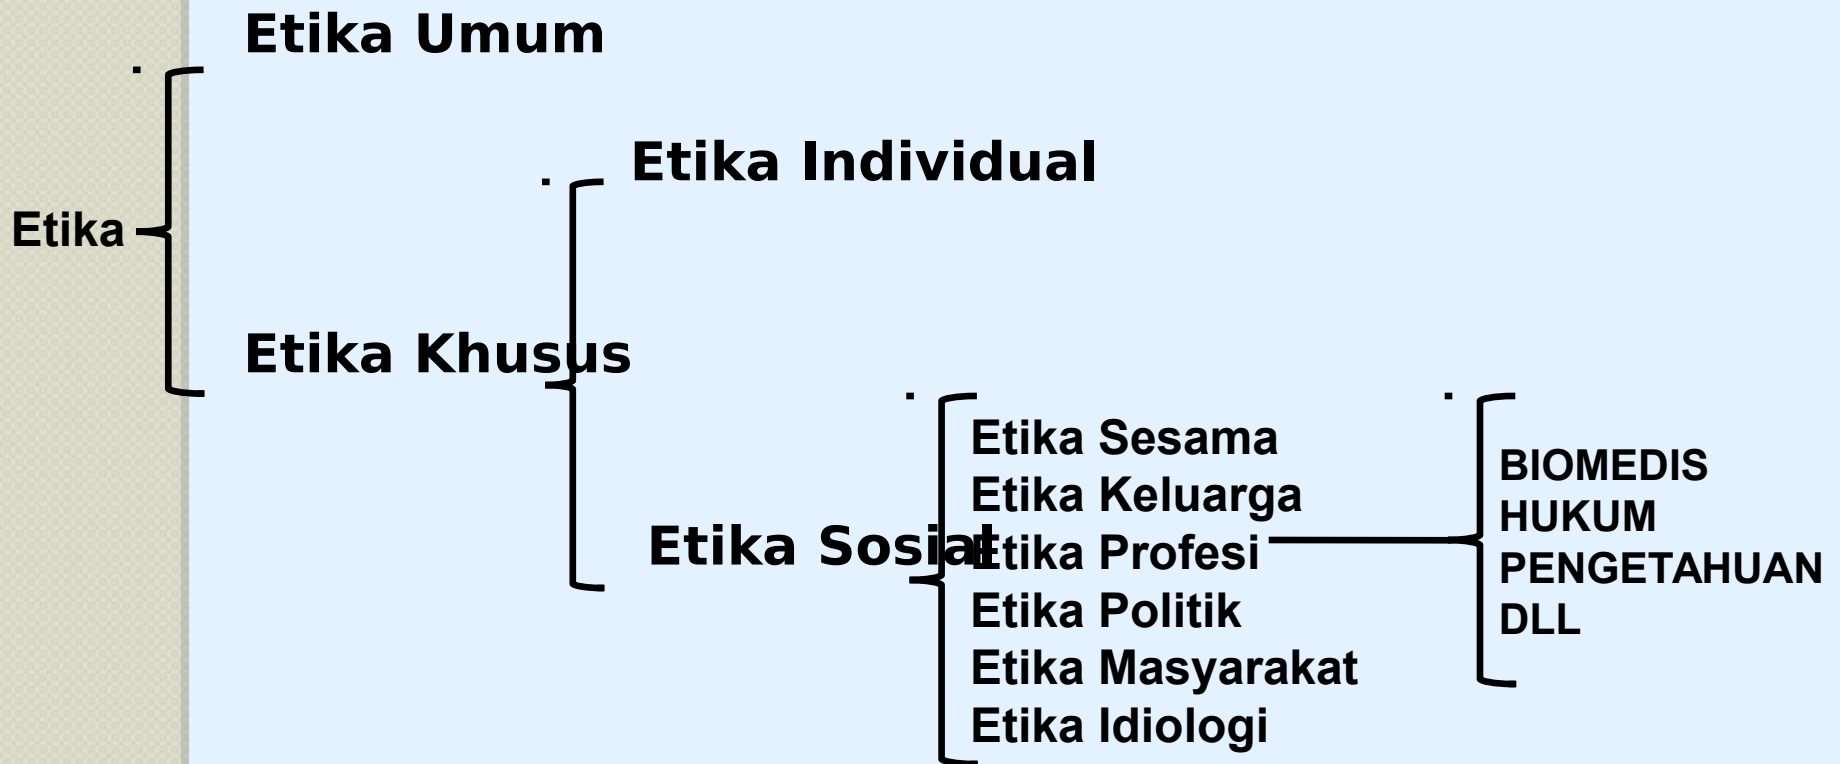 Etika Umum
Etika Individual
Etika
Etika Khusus
Etika Sosial
Etika Sesama
Etika Keluarga
Etika Profesi
Etika Politik
Etika Masyarakat
Etika Idiologi
BIOMEDIS
HUKUM
PENGETAHUAN
DLL